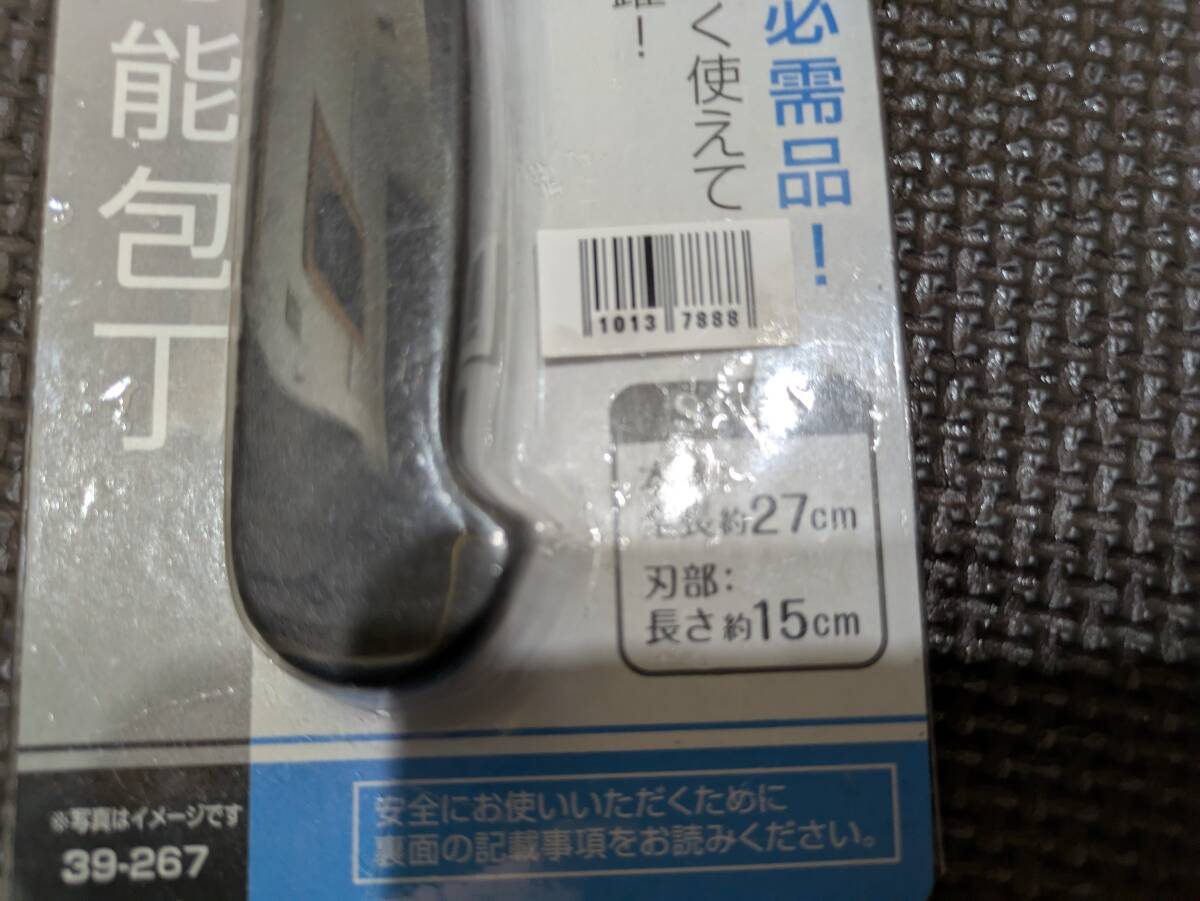 必需品!
く使えて
躍!
能包丁
1013 7888
全長約27cm
刃部:
長さ約15cm
※写真はイメージです
39-267
安全にお使いいただくために
裏面の記載事項をお読みください。